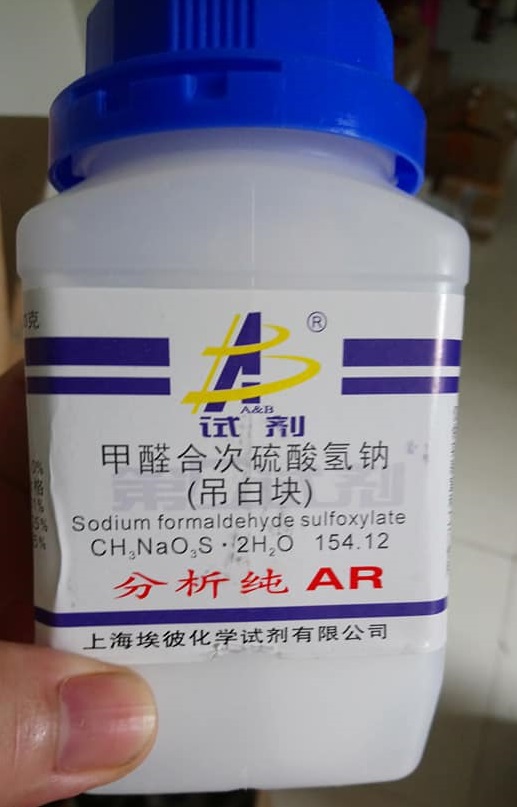 克
®
A&B
试剂
甲醛合次硫酸氢钠
(吊白块)
Sodium formaldehyde sulfoxylate
CH₃NaO₃S·2H₂O 154.12
分析纯 AR
上海埃彼化学试剂有限公司